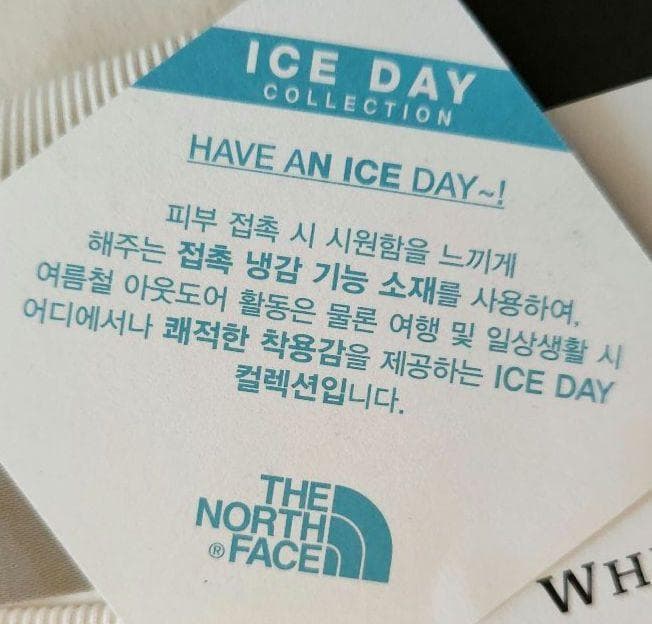 ICE DAY
COLLECTION
HAVE AN ICE DAY~!
피부 접촉 시 시원함을 느끼게
해주는 접촉 냉감 기능 소재를 사용하여,
여름철 아웃도어 활동은 물론 여행 및 일상생활 시
어디에서나 쾌적한 착용감을 제공하는 ICE DAY
컬렉션입니다.
THE
NORTH
® FACE